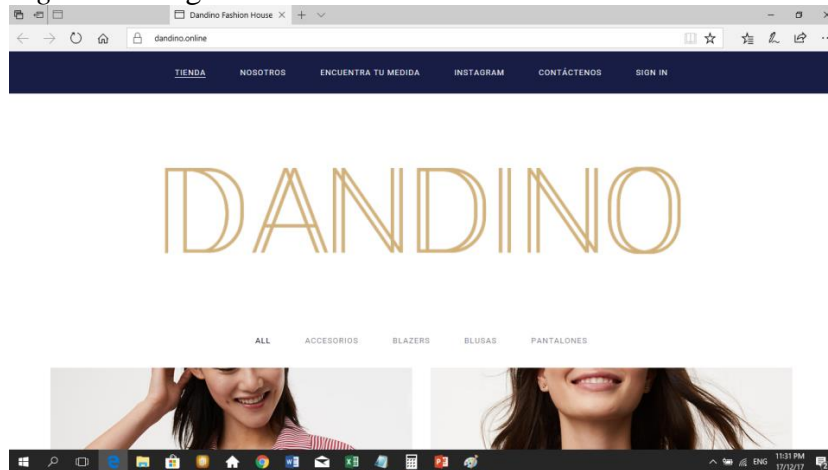 Dandino Fashion House
dandino.online
TIENDA NOSOTROS ENCUENTRA TU MEDIDA INSTAGRAM CONTÁCTENOS SIGN IN
DANDINO
ALL ACCESORIOS BLAZERS BLUSAS PANTALONES
ENG 11:31 PM
17/12/17